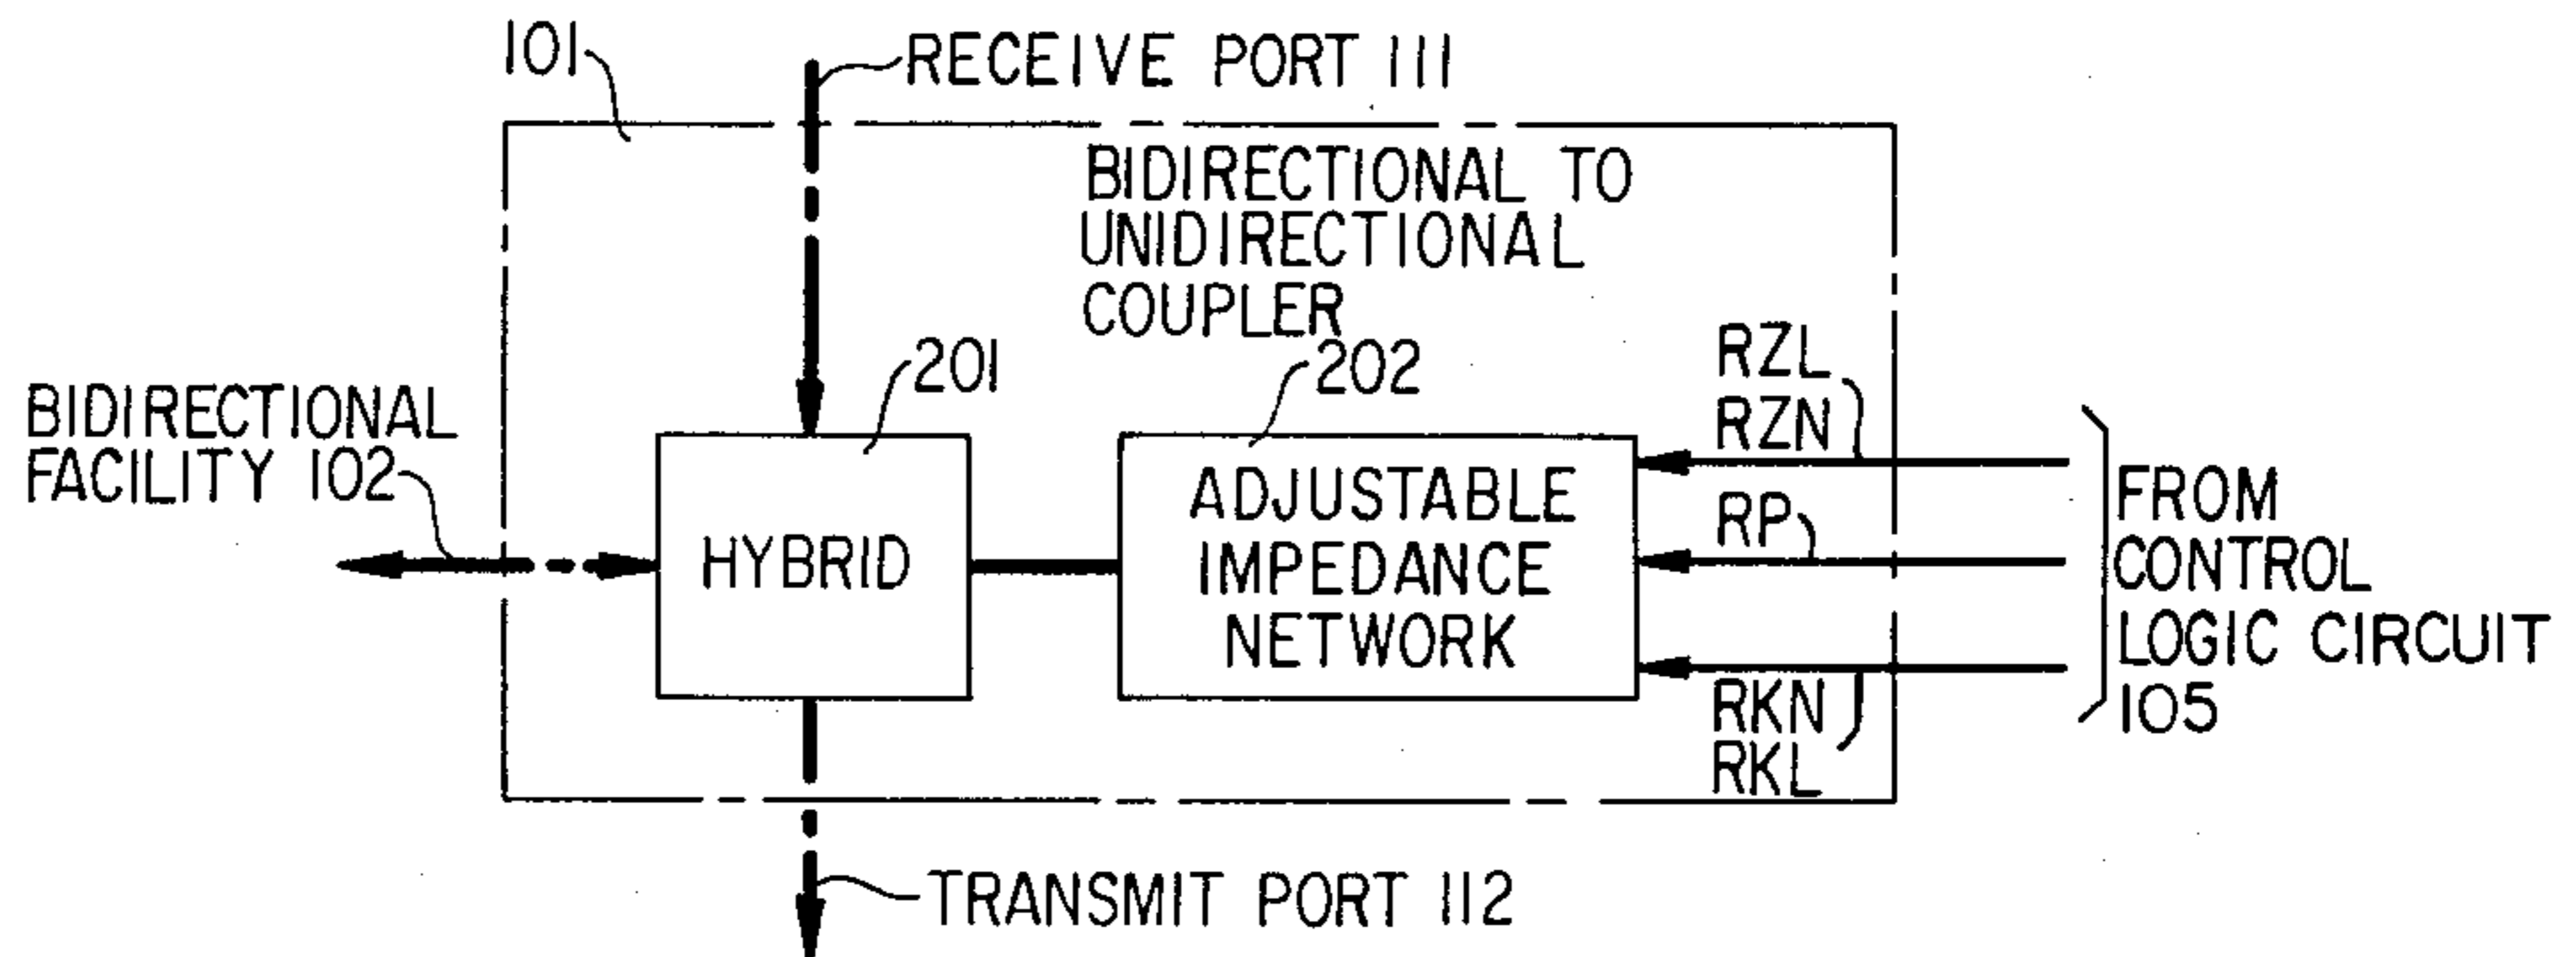 101
RECEIVE PORT 111
BIDIRECTIONAL TO
UNIDIRECTIONAL
COUPLER
201
202
RZL
RZN
BIDIRECTIONAL
FACILITY 102
HYBRID
ADJUSTABLE
IMPEDANCE
NETWORK
RP
FROM
CONTROL
LOGIC CIRCUIT
105
RKN
RKL
TRANSMIT PORT 112